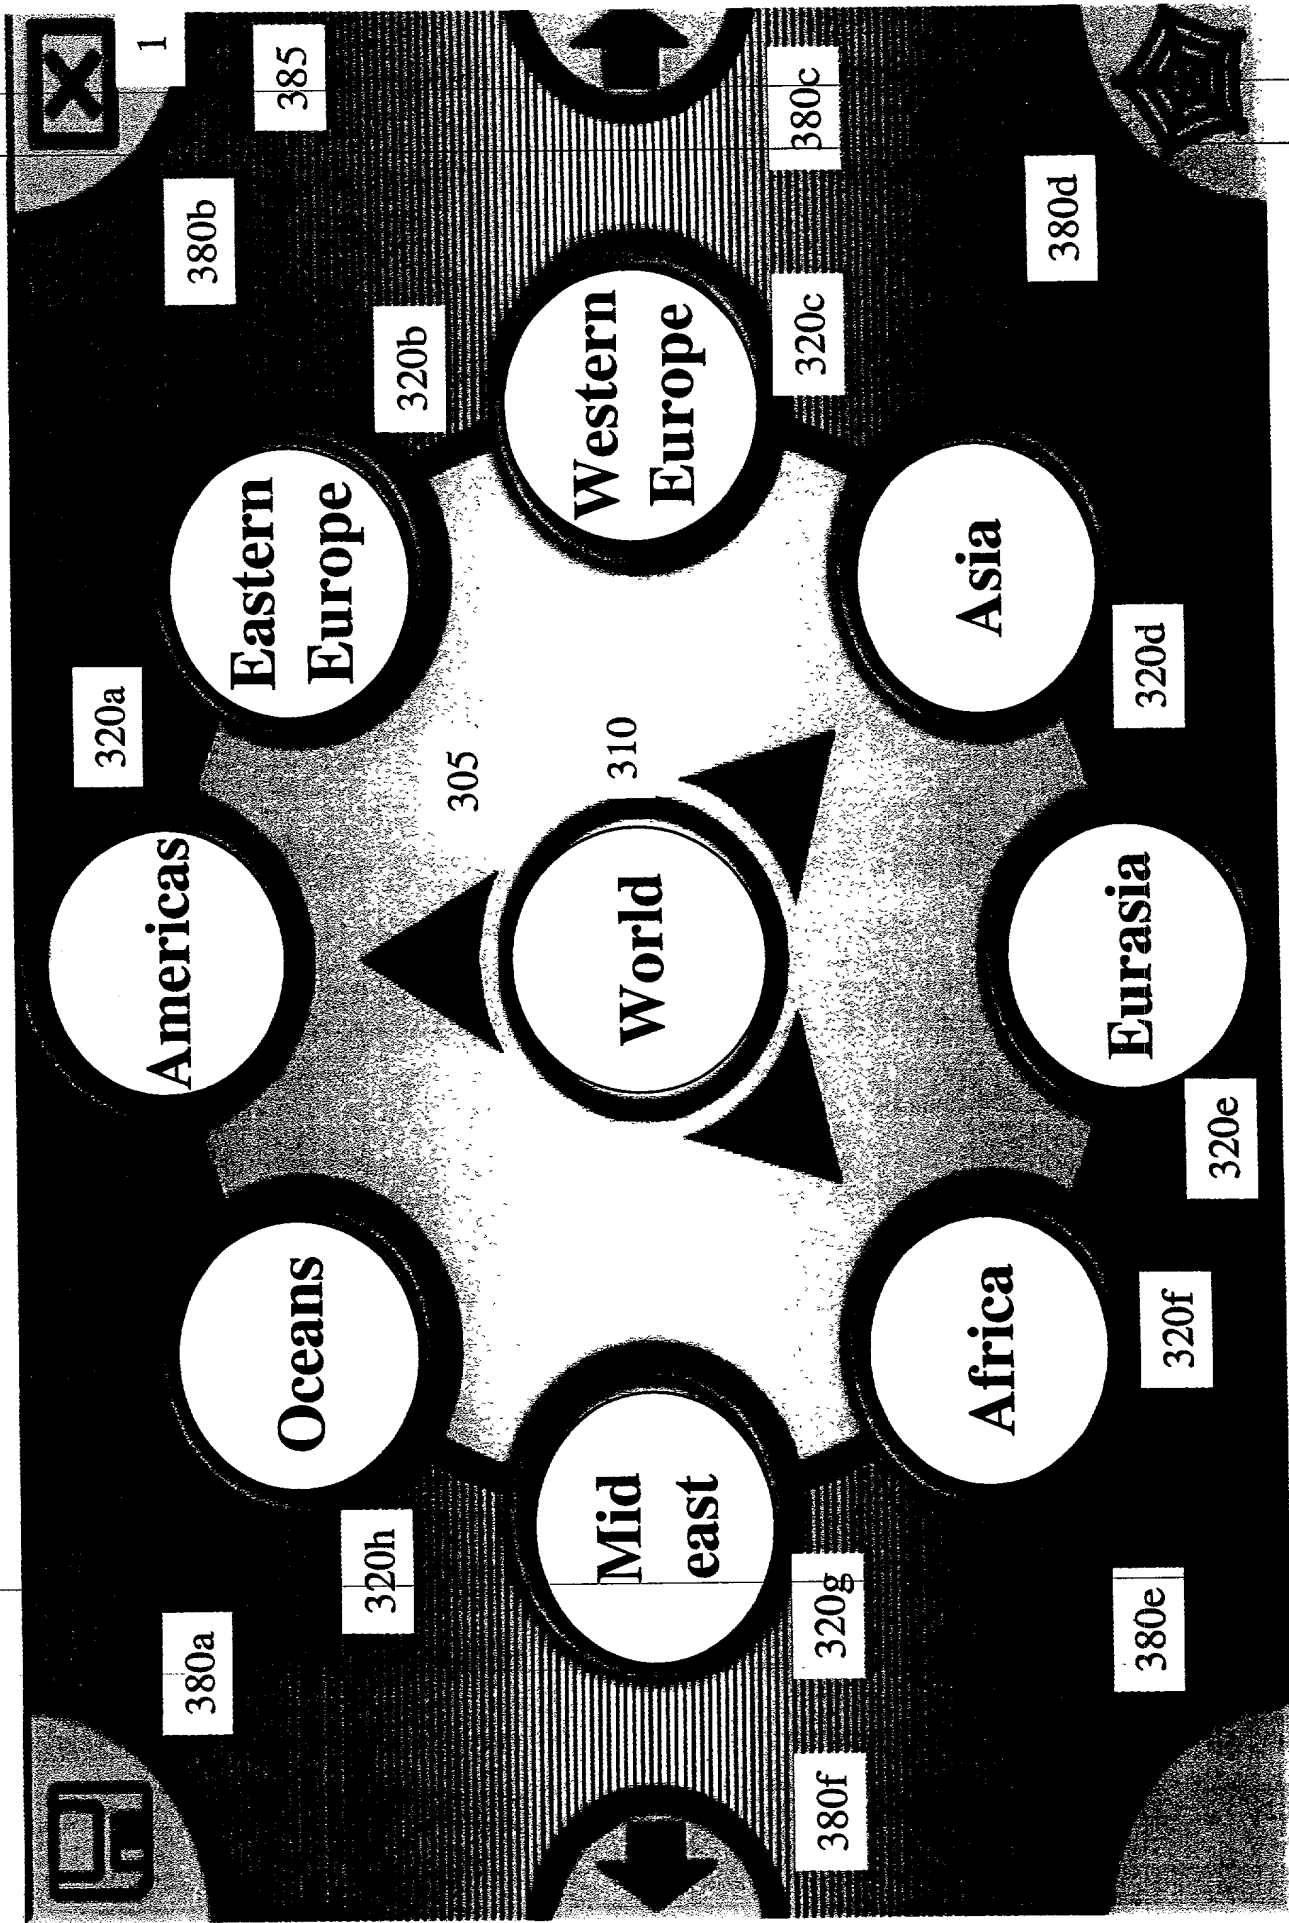 1
320a
Americas
380a
380b
385
Oceans
Eastern
Europe
320h
320b
305
310
Mid
east
World
Western
Europe
380f
320g
320c
380c
Africa
Asia
380d
Eurasia
380e
320f
320d
320e